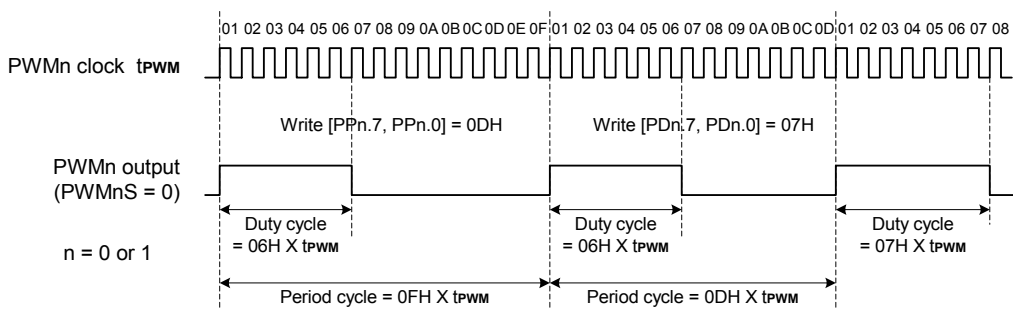 01 02 03 04 05 06 07 08 09 0A 0B 0C 0D 0E 0F 01 02 03 04 05 06 07 08 09 0A 0B 0C 0D 01 02 03 04 05 06 07 08
PWMn clock tPWM
Write [PPn.7, PPn.0] = 0DH
Write [PDn.7, PDn.0] = 07H
PWMn output
(PWMnS = 0)
Duty cycle
= 06H X tPWM
Duty cycle
= 06H X tPWM
Duty cycle
= 07H X tPWM
n = 0 or 1
Period cycle = 0FH X tPWM
Period cycle = 0DH X tPWM